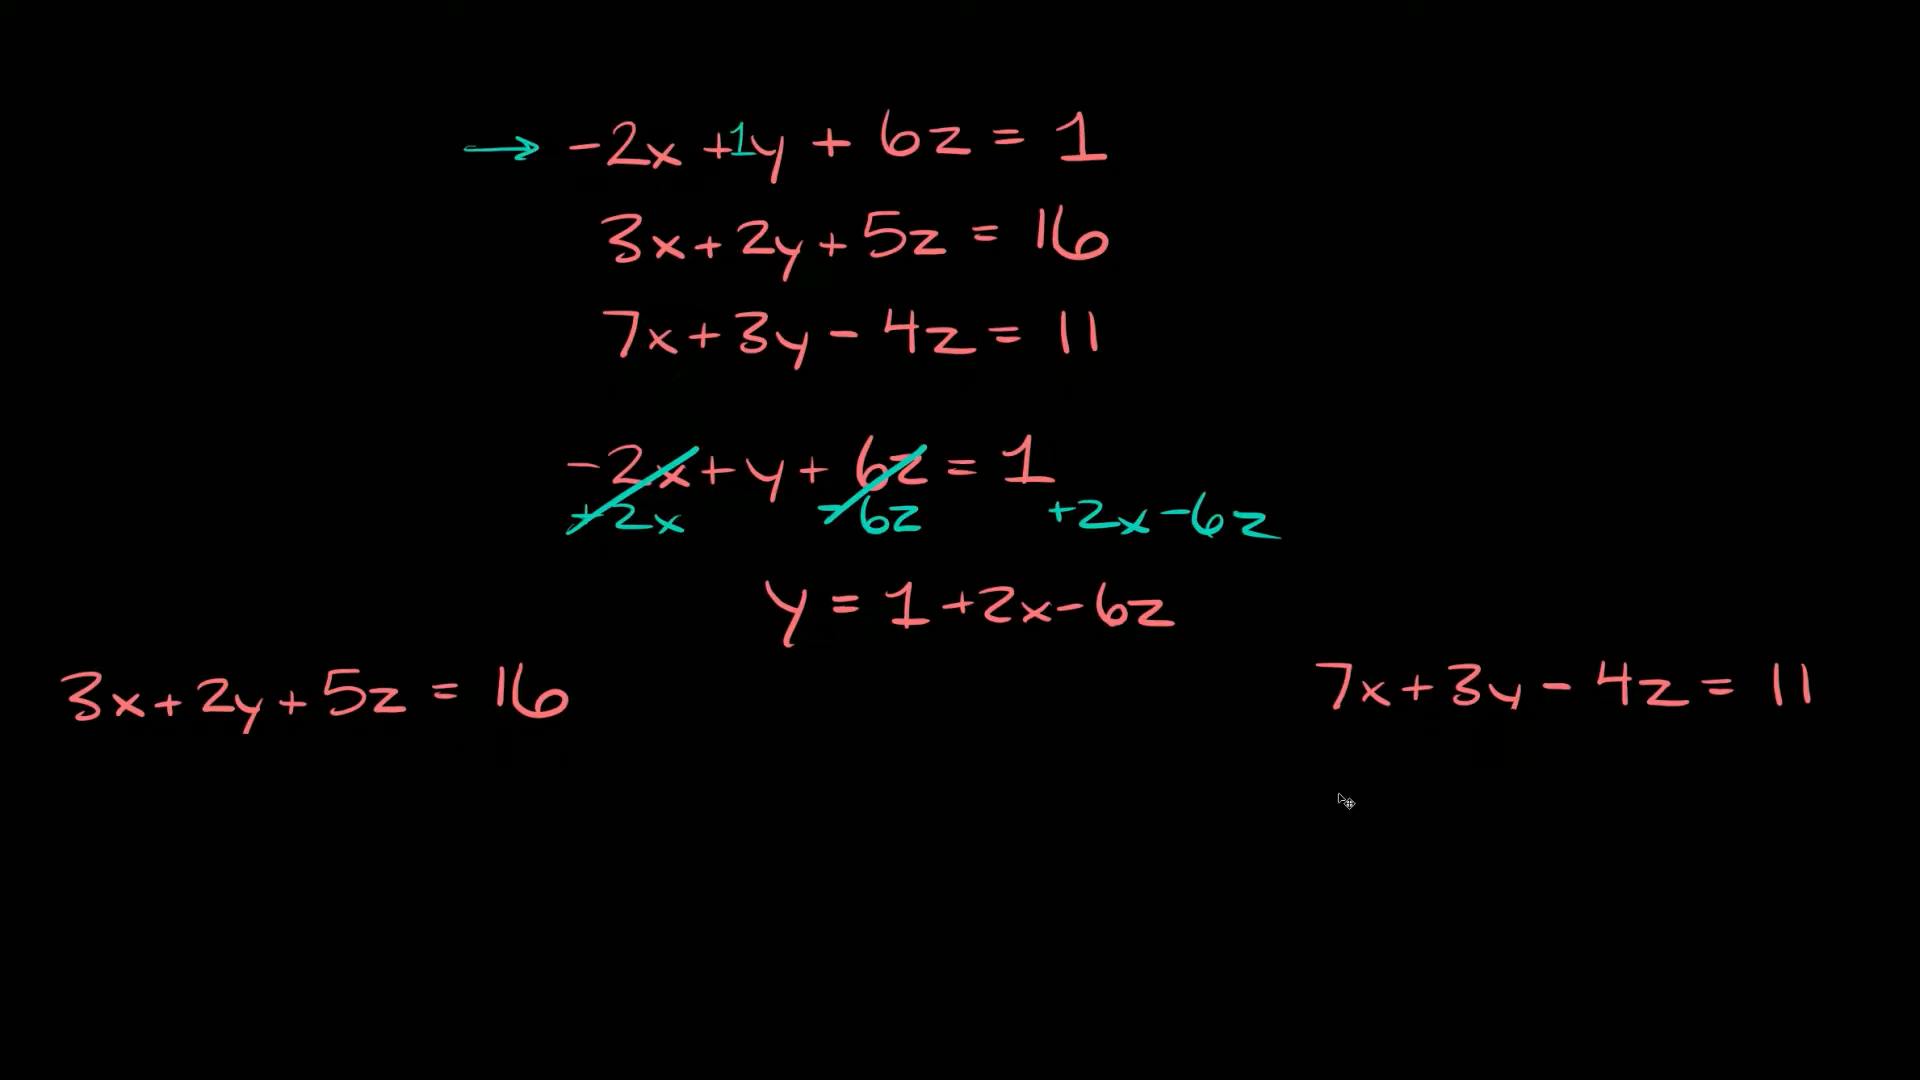 → -2x +1y + 6z = 1
3x + 2y + 5z = 16
7x + 3y - 4z = 11
-2x + y + 6z = 1
+2x -6z +2x -6z
y = 1 +2x - 6z
3x + 2y + 5z = 16
7x + 3y - 4z = 11